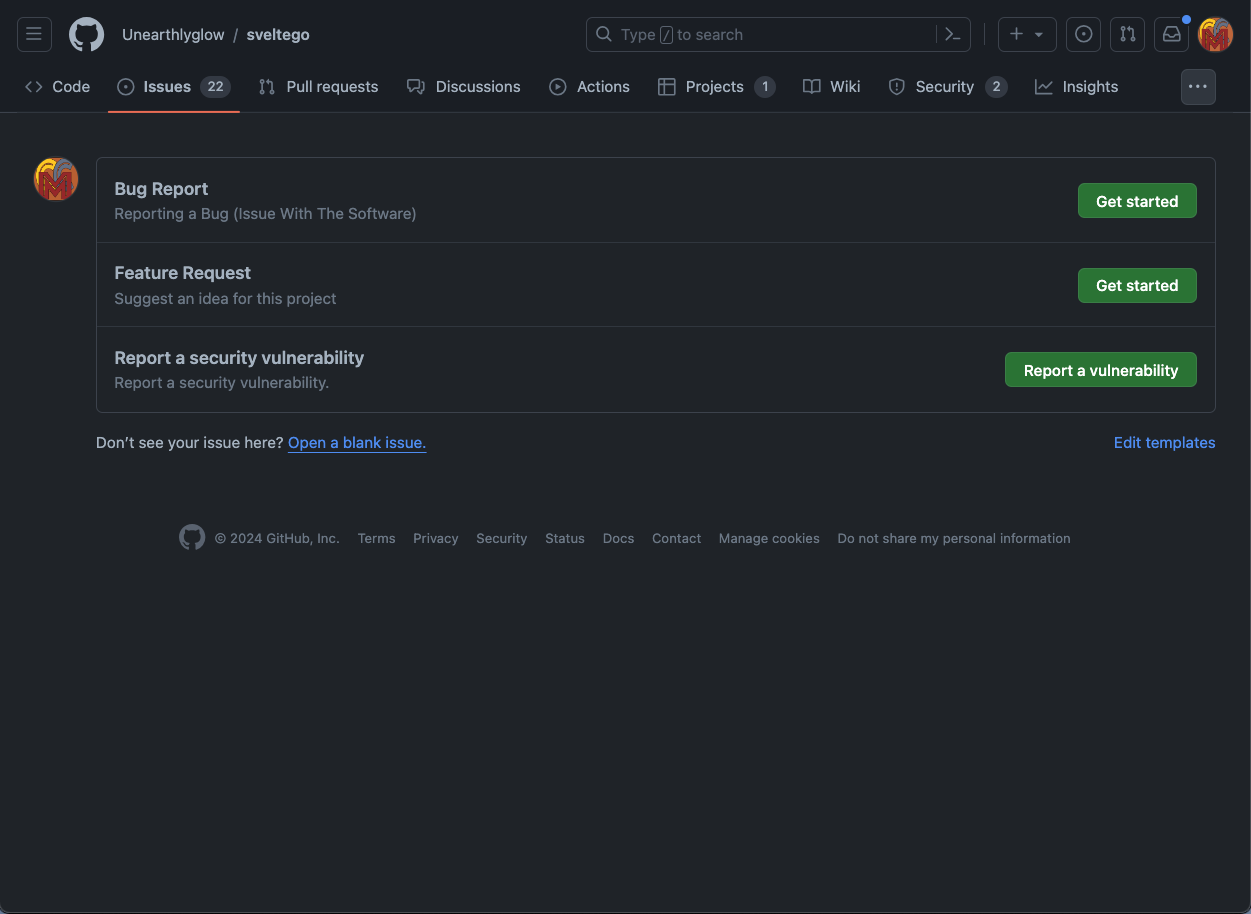 Unearthlyglow / sveltego
Type / to search
Code
Issues 22
Pull requests
Discussions
Actions
Projects 1
Wiki
Security 2
Insights
Bug Report
Reporting a Bug (Issue With The Software)
Get started
Feature Request
Suggest an idea for this project
Get started
Report a security vulnerability
Report a security vulnerability.
Report a vulnerability
Don’t see your issue here? Open a blank issue.
Edit templates
© 2024 GitHub, Inc. Terms Privacy Security Status Docs Contact Manage cookies Do not share my personal information